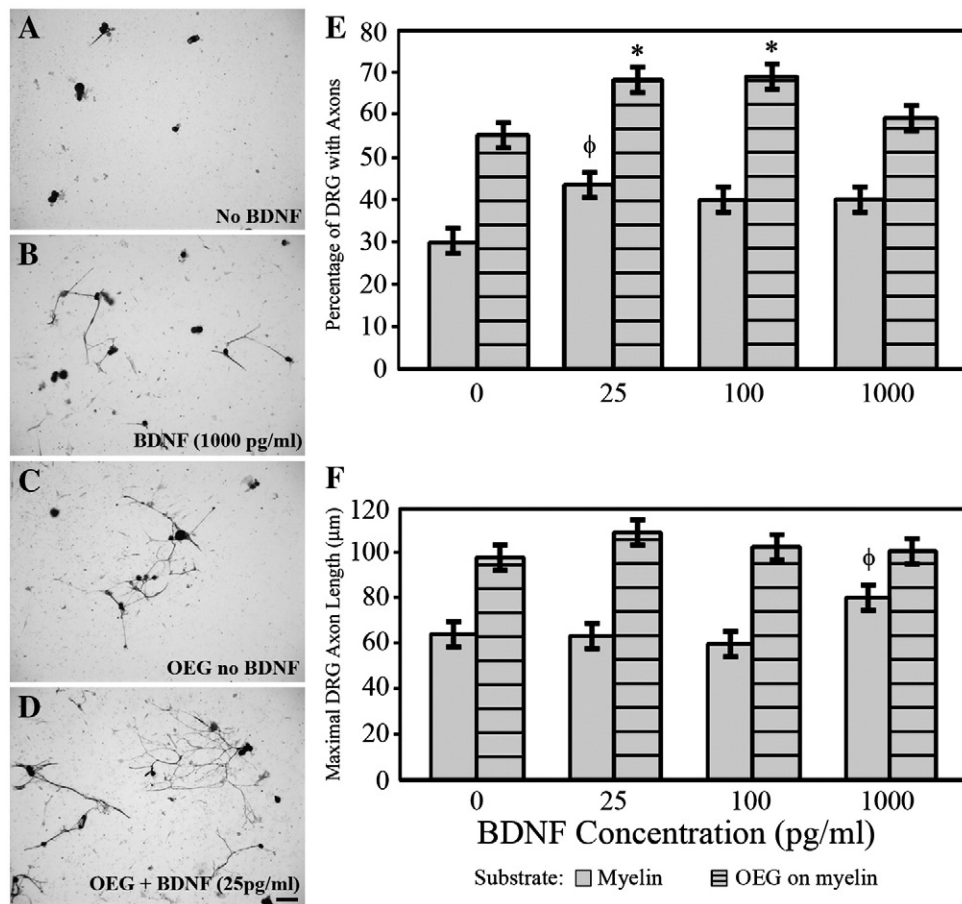 A
No BDNF
B
BDNF (1000 pg/ml)
C
OEG no BDNF
D
OEG + BDNF (25pg/ml)
E
Percentage of DRG with Axons
80
70
60
50
40
30
20
10
0
*
*
ϕ
0 25 100 1000
F
Maximal DRG Axon Length (μm)
120
100
80
60
40
20
0
ϕ
0 25 100 1000
BDNF Concentration (pg/ml)
Substrate: Myelin OEG on myelin